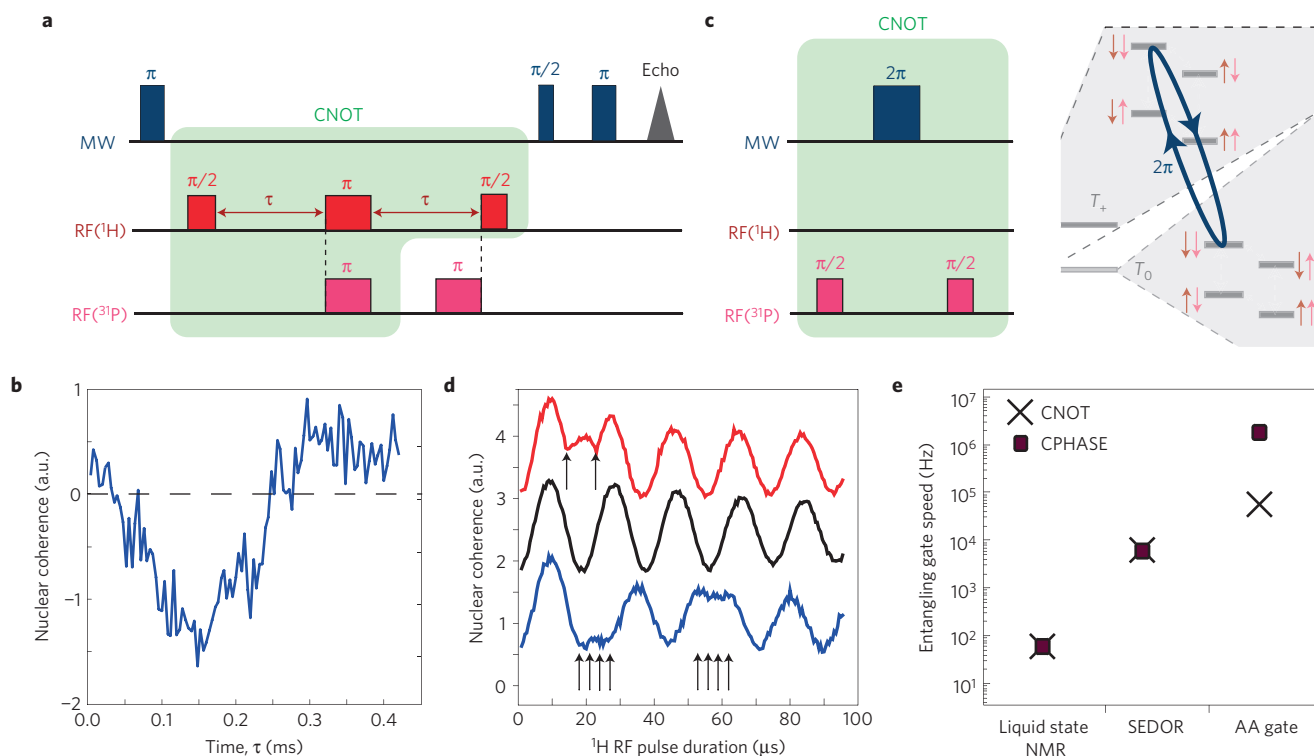 a
π
CNOT
π/2
π
Echo
MW
π/2
τ
π
τ
π/2
RF(¹H)
π
π
RF(³¹P)
c
CNOT
2π
MW
RF(¹H)
π/2
π/2
RF(³¹P)
↓↓
↑↓
↓↑
↑↑
2π
T₊
T₀
↓↓
↓↑
↑↓
↑↑
b
Nuclear coherence (a.u.)
1
0
−1
−2
0.0
0.1
0.2
0.3
0.4
Time, τ (ms)
d
Nuclear coherence (a.u.)
4
3
2
1
0
0
20
40
60
80
100
¹H RF pulse duration (µs)
e
Entangling gate speed (Hz)
10⁷
10⁶
10⁵
10⁴
10³
10²
10¹
CNOT
CPHASE
Liquid state
NMR
SEDOR
AA gate